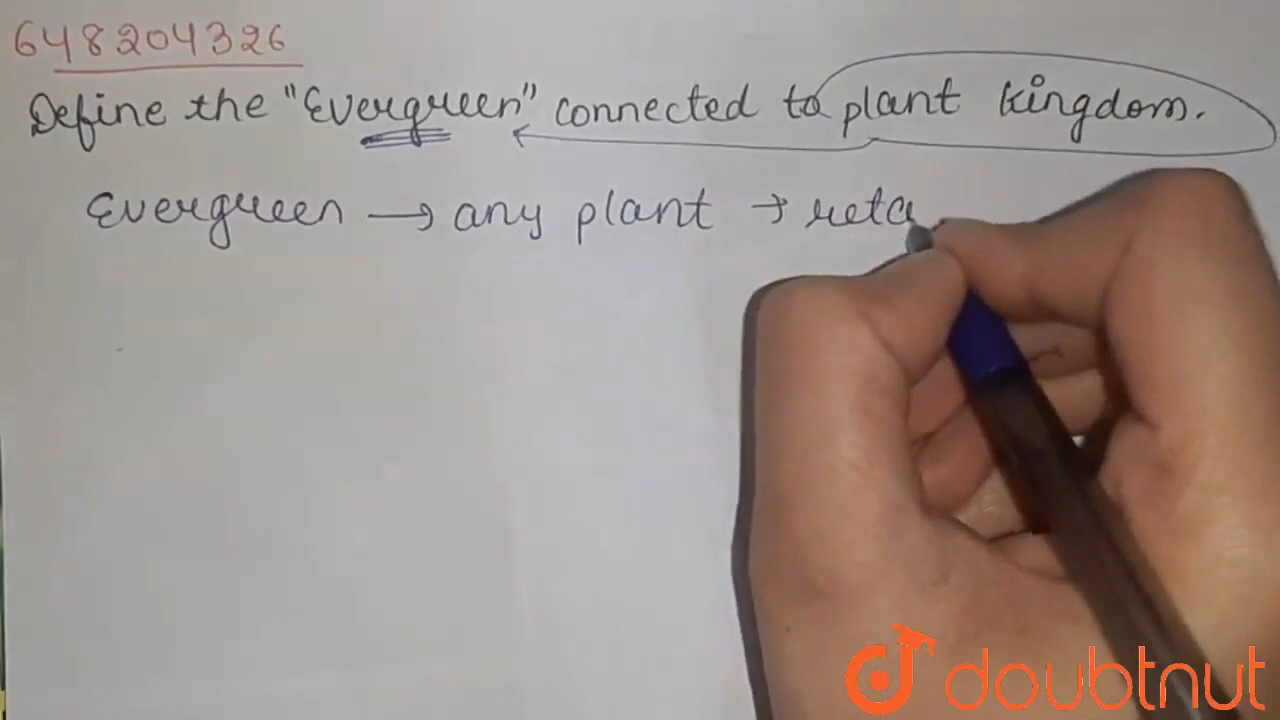 648204326
Define the "Evergreen" connected to plant kingdom.
Evergreen → any plant → reta
doubtnut